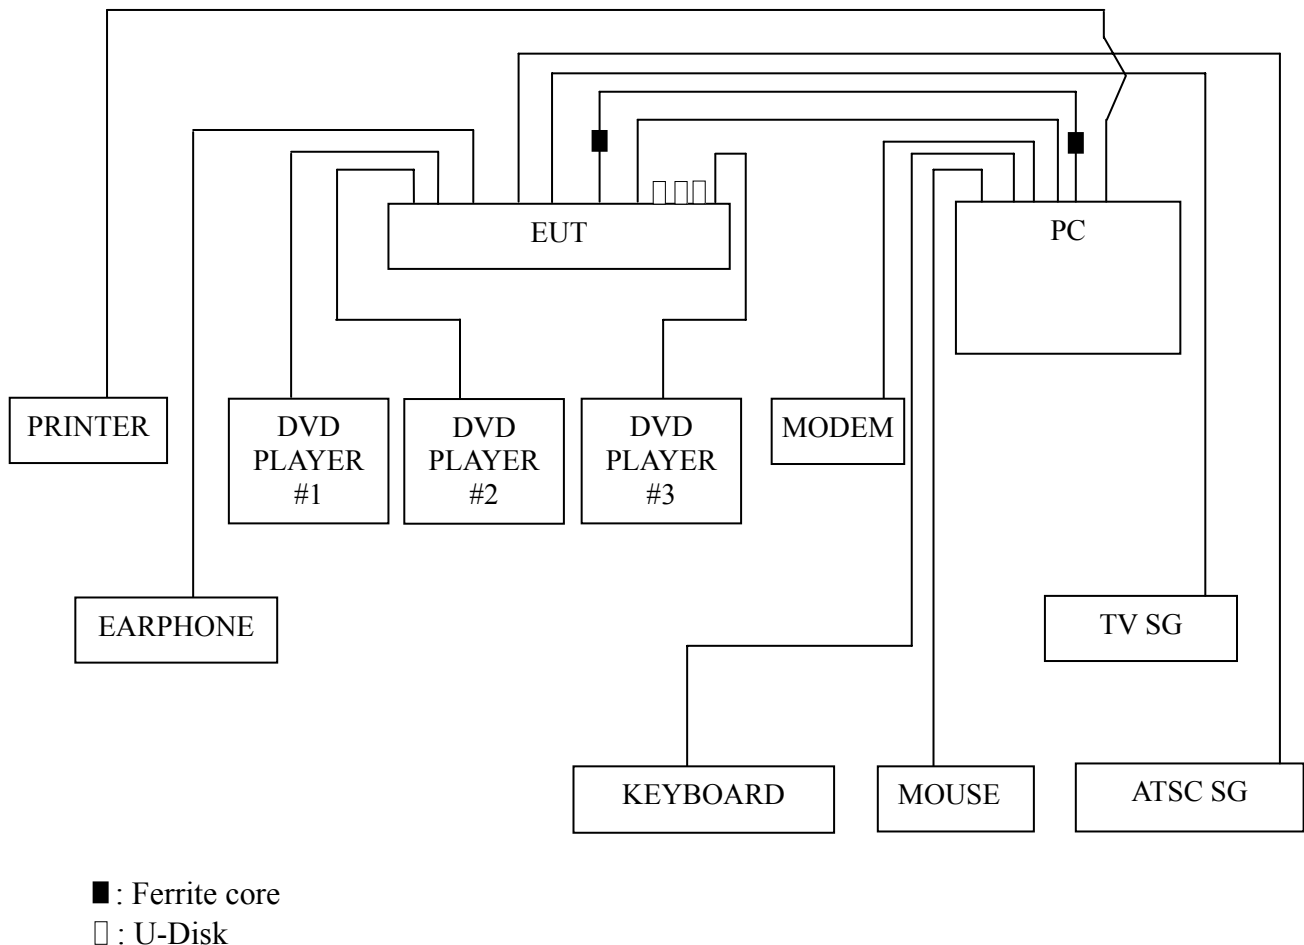 EUT
PC
PRINTER
DVD
PLAYER
#1
DVD
PLAYER
#2
DVD
PLAYER
#3
MODEM
EARPHONE
TV SG
KEYBOARD
MOUSE
ATSC SG
: Ferrite core
: U-Disk